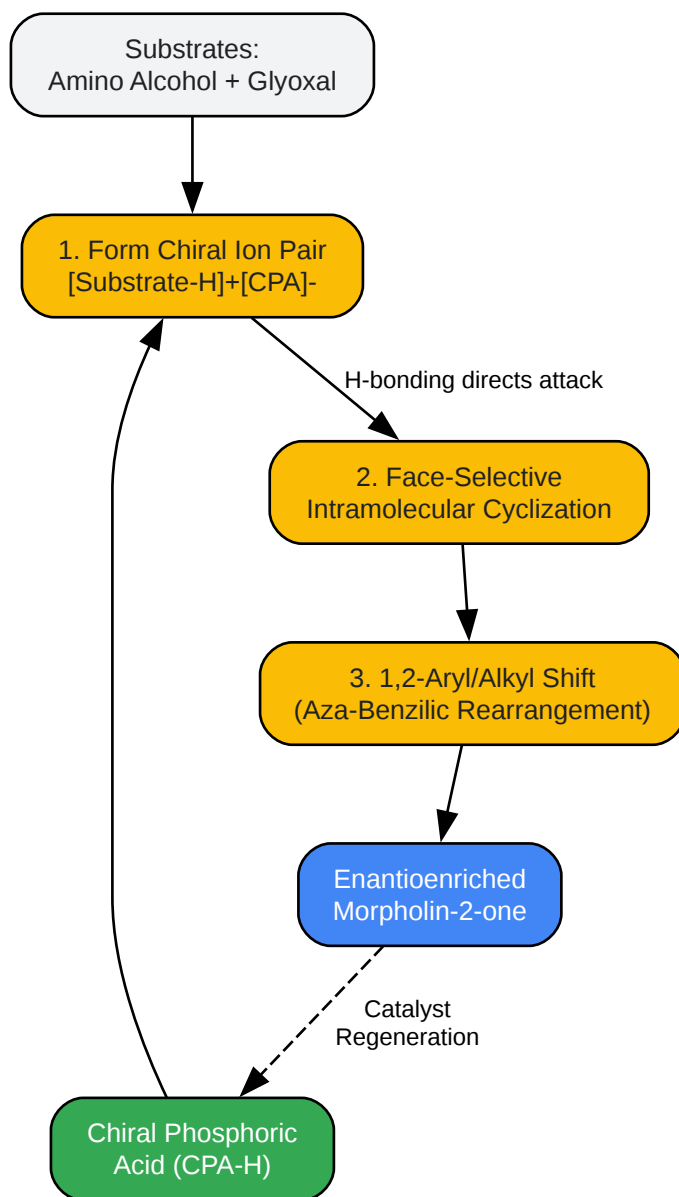 Substrates:
Amino Alcohol + Glyoxal
1. Form Chiral Ion Pair
[Substrate-H]+[CPA]-
H-bonding directs attack
2. Face-Selective
Intramolecular Cyclization
3. 1,2-Aryl/Alkyl Shift
(Aza-Benzilic Rearrangement)
Enantioenriched
Morpholin-2-one
Catalyst
Regeneration
Chiral Phosphoric
Acid (CPA-H)